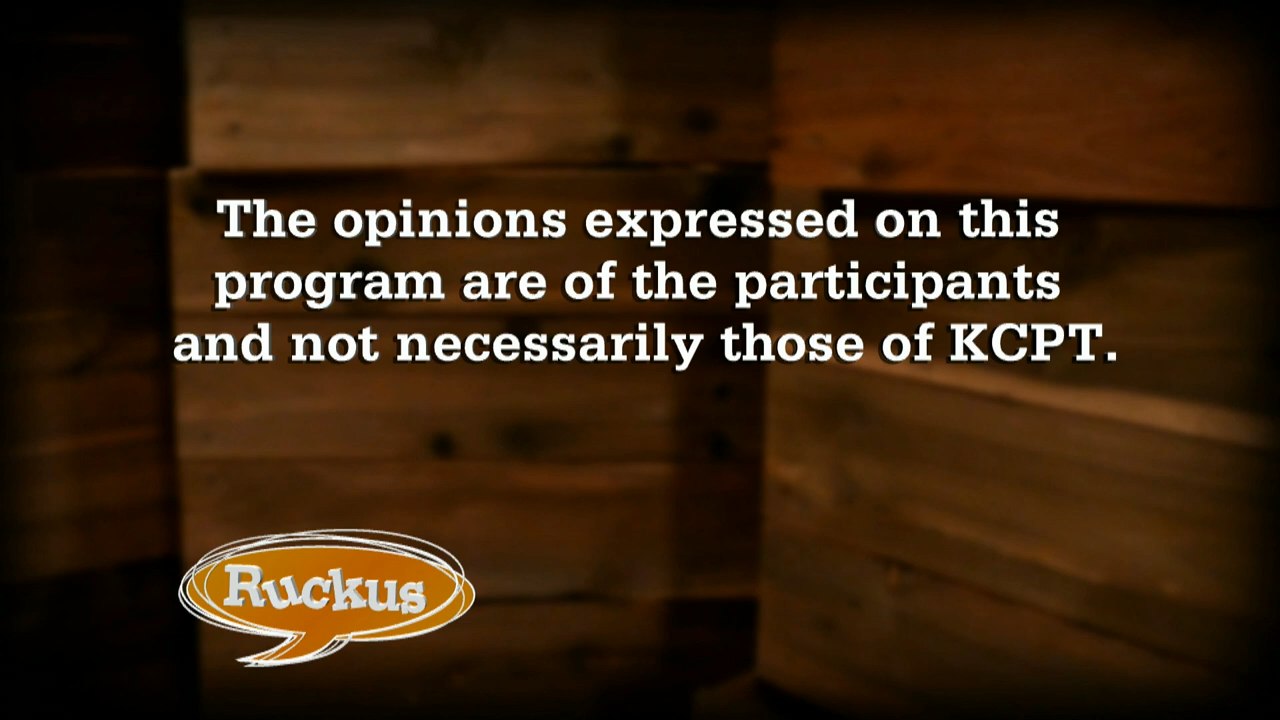 The opinions expressed on this
program are of the participants
and not necessarily those of KCPT.
Ruckus